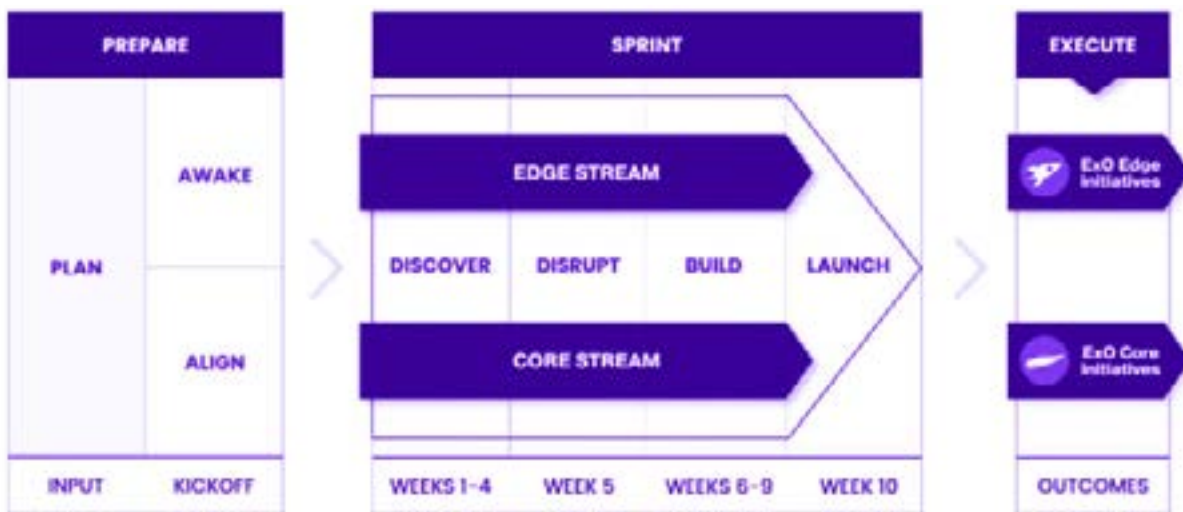 PREPARE
SPRINT
EXECUTE
AWAKE
EDGE STREAM
ExO Edge
Initiatives
PLAN
DISCOVER
DISRUPT
BUILD
LAUNCH
ALIGN
CORE STREAM
ExO Core
Initiatives
INPUT
KICKOFF
WEEKS 1-4
WEEK 5
WEEKS 6-9
WEEK 10
OUTCOMES